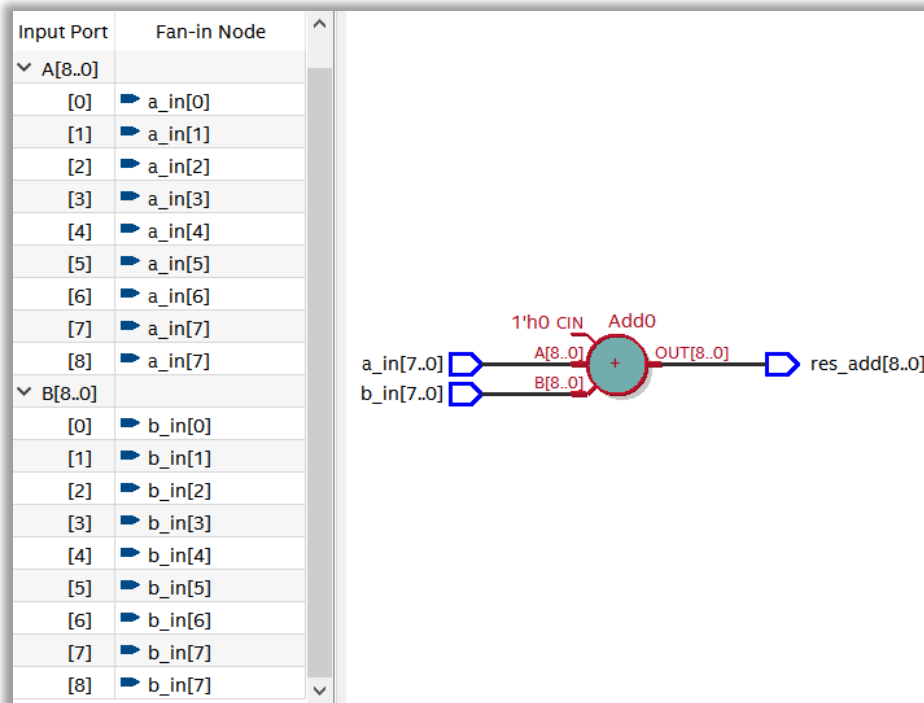 Input Port Fan-in Node
A[8..0]
[0] a_in[0]
[1] a_in[1]
[2] a_in[2]
[3] a_in[3]
[4] a_in[4]
[5] a_in[5]
[6] a_in[6]
[7] a_in[7]
[8] a_in[7]
B[8..0]
[0] b_in[0]
[1] b_in[1]
[2] b_in[2]
[3] b_in[3]
[4] b_in[4]
[5] b_in[5]
[6] b_in[6]
[7] b_in[7]
[8] b_in[7]
1'h0 CIN Add0
a_in[7..0] A[8..0] + OUT[8..0] res_add[8..0]
b_in[7..0] B[8..0]